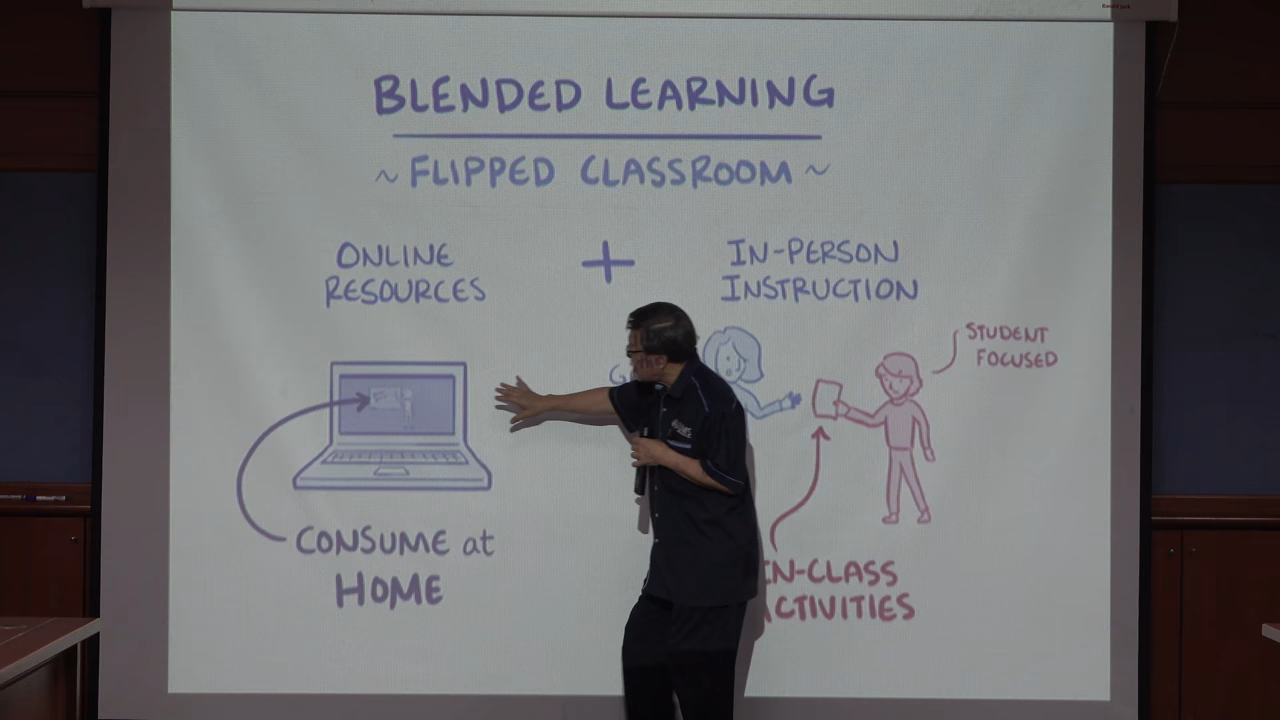 BLENDED LEARNING
~ FLIPPED CLASSROOM ~
ONLINE
RESOURCES
+
IN-PERSON
INSTRUCTION
STUDENT
FOCUSED
CONSUME at
HOME
IN-CLASS
ACTIVITIES